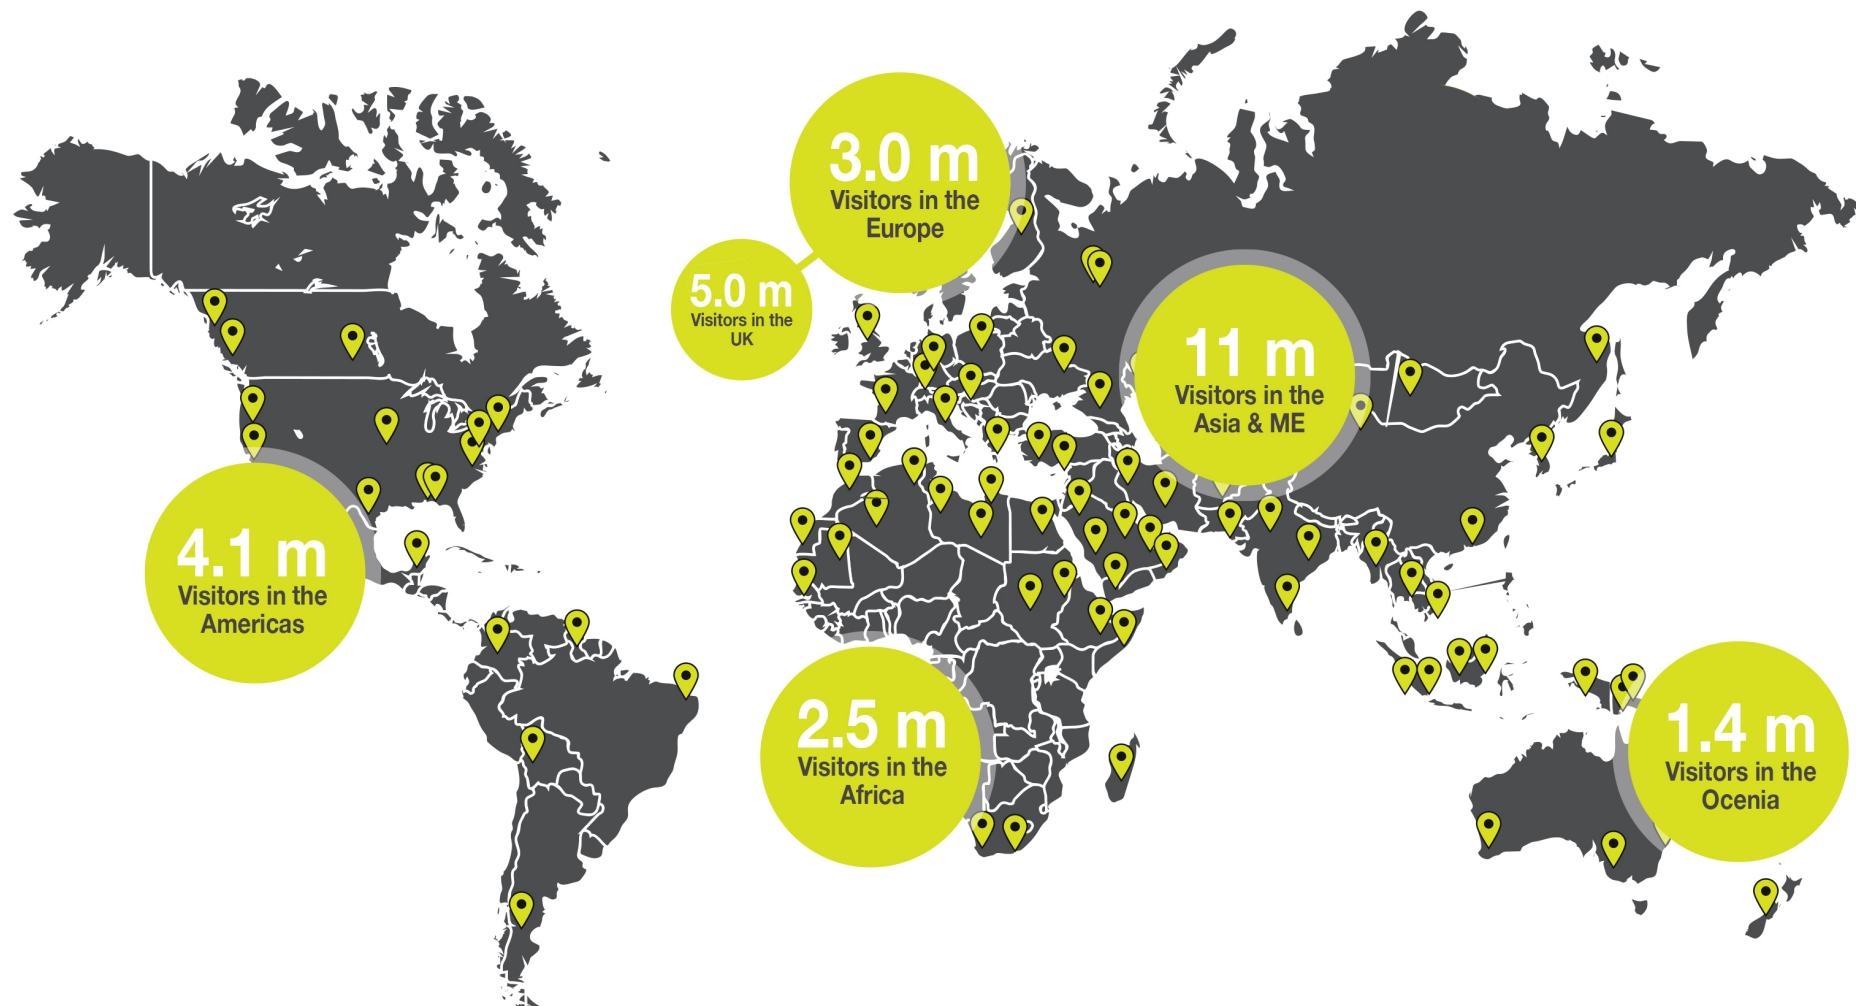 3.0 m
Visitors in the
Europe
5.0 m
Visitors in the
UK
11 m
Visitors in the
Asia & ME
4.1 m
Visitors in the
Americas
2.5 m
Visitors in the
Africa
1.4 m
Visitors in the
Ocenia